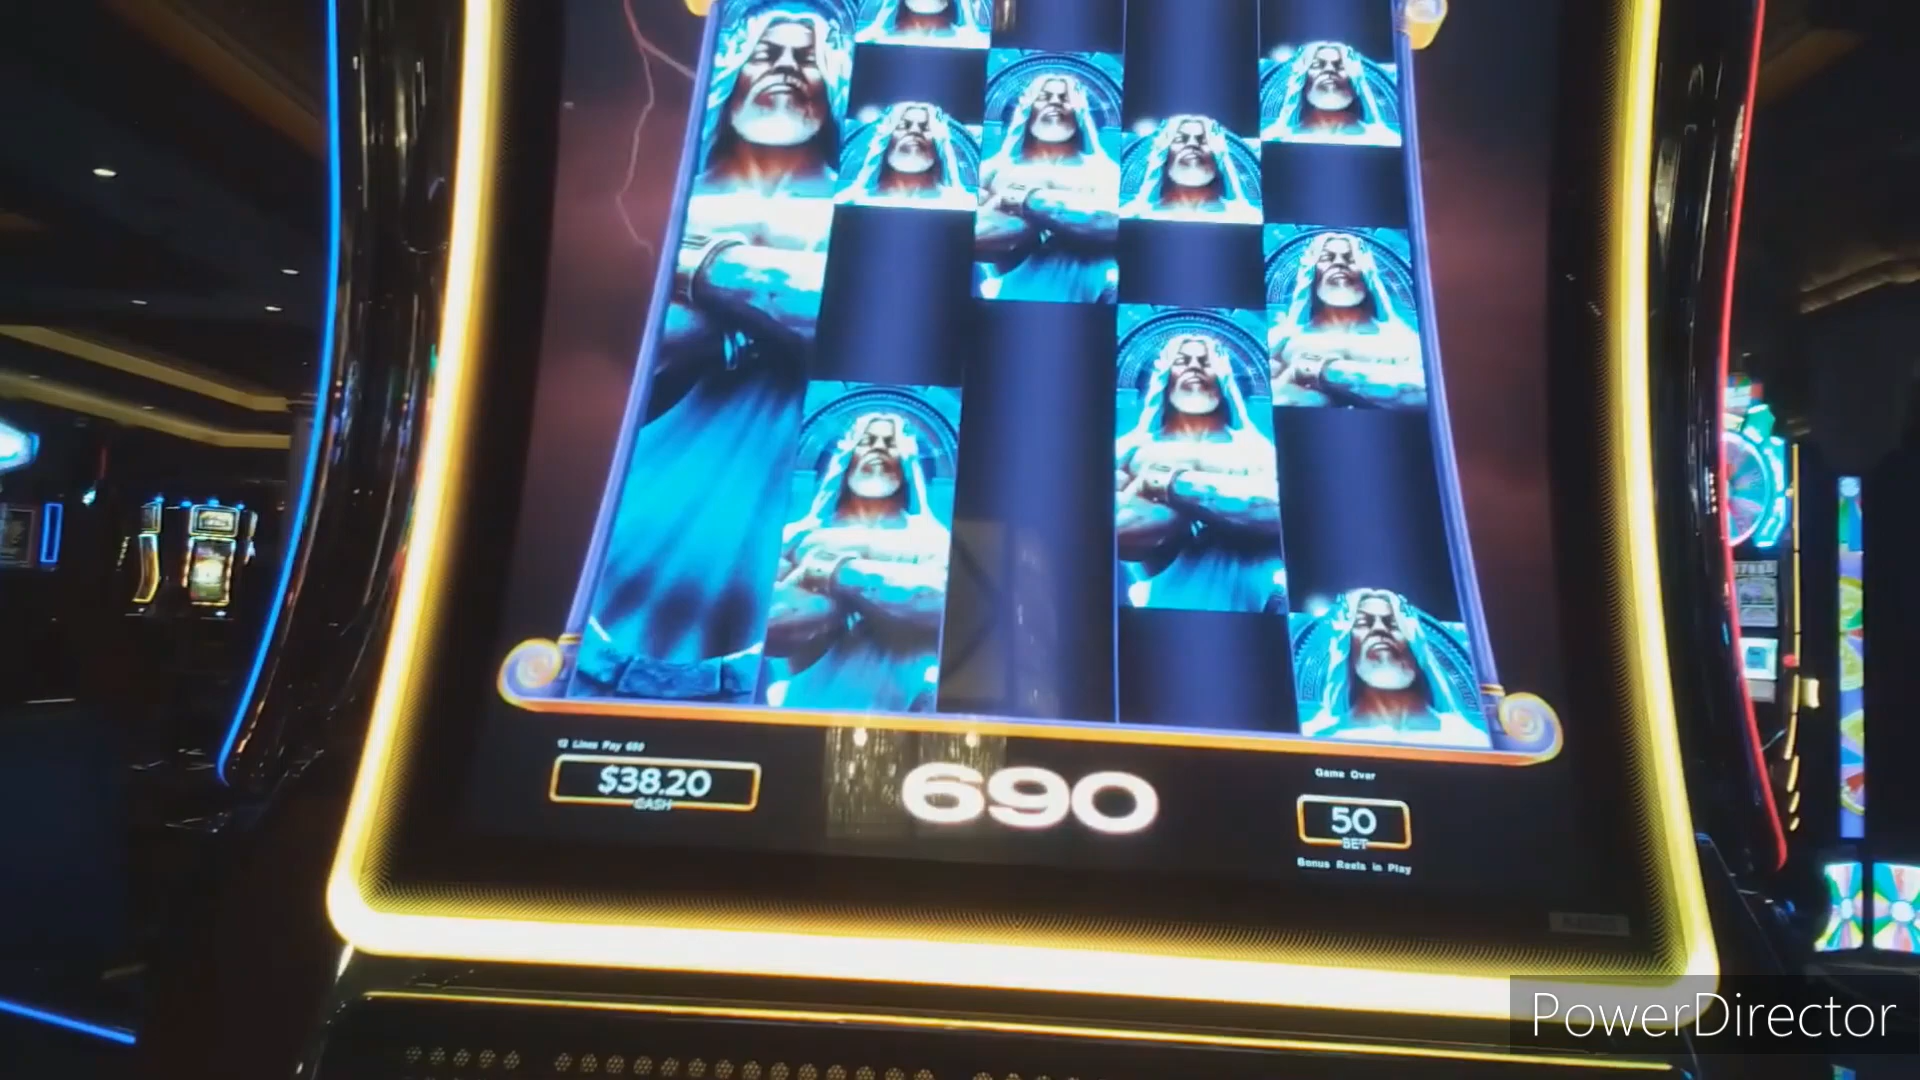 12 Lines Pay 690
$38.20
CASH
690
Game Over
50
BET
Bonus Reels in Play
PowerDirector